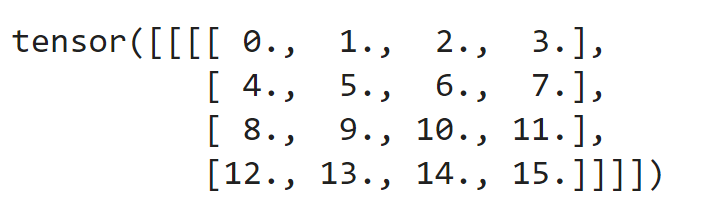 tensor([[[[ 0.,  1.,  2.,  3.],
          [ 4.,  5.,  6.,  7.],
          [ 8.,  9., 10., 11.],
          [12., 13., 14., 15.]]]])